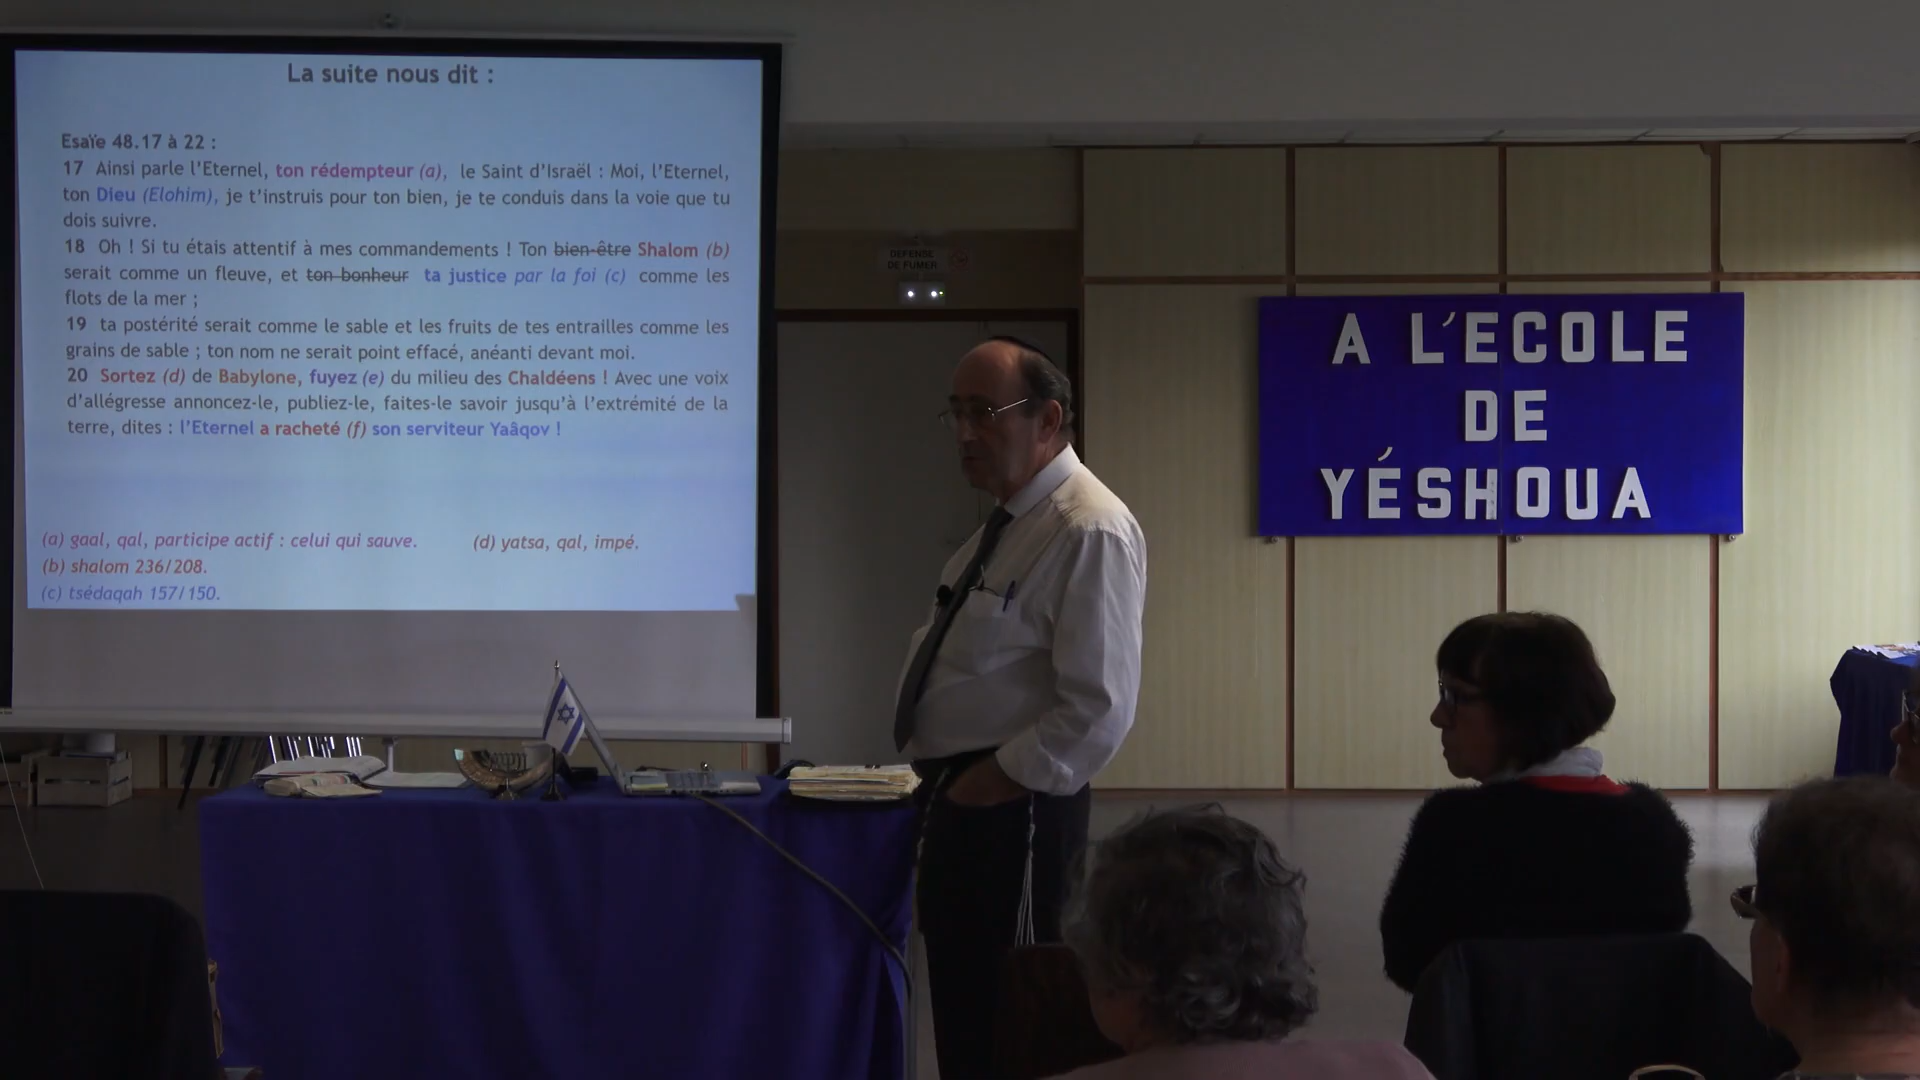 La suite nous dit :
Esaïe 48.17 à 22 :
17 Ainsi parle l'Eternel, ton rédempteur (a), le Saint d'Israël : Moi, l'Eternel,
ton Dieu (Elohim), je t'instruis pour ton bien, je te conduis dans la voie que tu
dois suivre.
18 Oh ! Si tu étais attentif à mes commandements ! Ton bien-être Shalom (b)
serait comme un fleuve, et ton bonheur ta justice par la foi (c) comme les
flots de la mer ;
19 ta postérité serait comme le sable et les fruits de tes entrailles comme les
grains de sable ; ton nom ne serait point effacé, anéanti devant moi.
20 Sortez (d) de Babylone, fuyez (e) du milieu des Chaldéens ! Avec une voix
d'allégresse annoncez-le, publiez-le, faites-le savoir jusqu'à l'extrémité de la
terre, dites : l'Eternel a racheté (f) son serviteur Yaâqov !
(a) gaal, qal, participe actif : celui qui sauve. (d) yatsa, qal, impé.
(b) shalom 236/208.
(c) tsédaqah 157/150.
DEFENSE
DE FUMER
A L'ECOLE
DE
YÉSHOUA